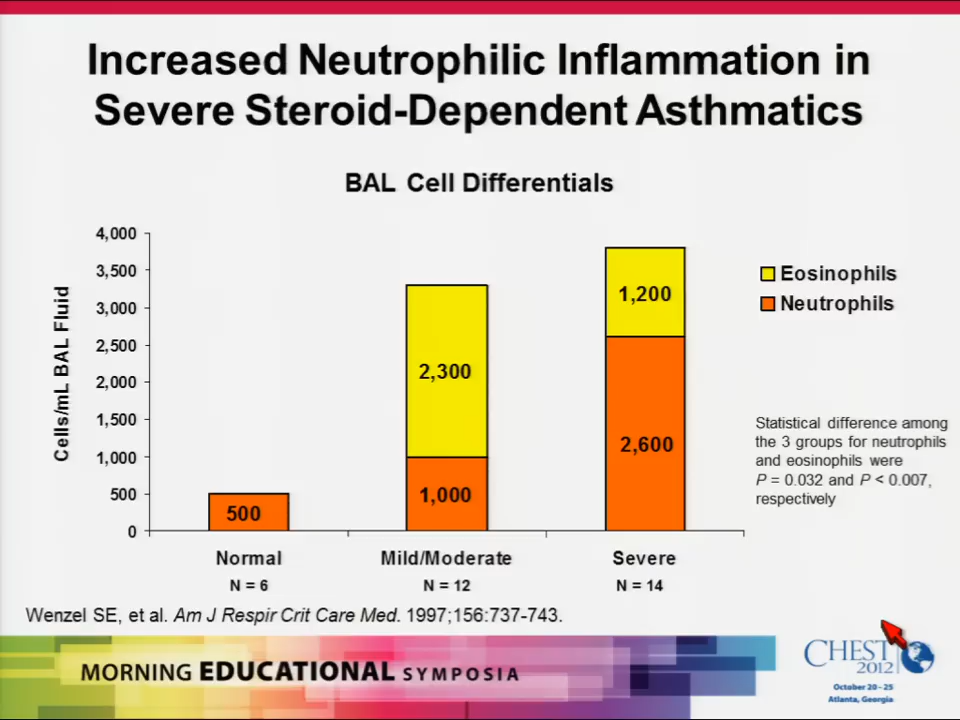 Increased Neutrophilic Inflammation in
Severe Steroid-Dependent Asthmatics
BAL Cell Differentials
Cells/mL BAL Fluid
4,000
3,500
3,000
2,500
2,000
1,500
1,000
500
0
500
2,300
1,000
1,200
2,600
Eosinophils
Neutrophils
Normal
Mild/Moderate
Severe
N = 6
N = 12
N = 14
Statistical difference among
the 3 groups for neutrophils
and eosinophils were
P = 0.032 and P < 0.007,
respectively
Wenzel SE, et al. Am J Respir Crit Care Med. 1997;156:737-743.
MORNING EDUCATIONAL SYMPOSIA
CHEST
2012
October 20–25
Atlanta, Georgia